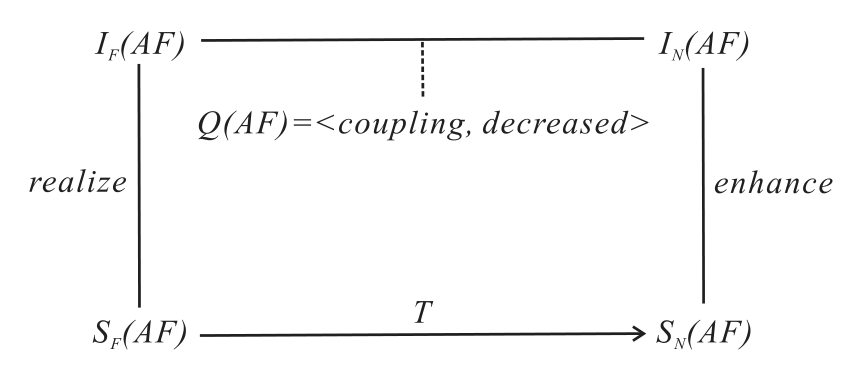 I_F(AF) I_N(AF)
Q(AF)=<coupling, decreased>
realize enhance
T
S_F(AF) S_N(AF)